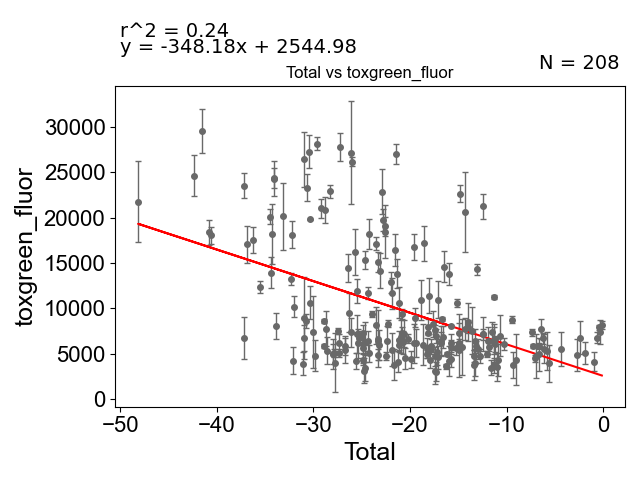 r^2 = 0.24
y = -348.18x + 2544.98
N = 208
Total vs toxgreen_fluor
toxgreen_fluor
30000
25000
20000
15000
10000
5000
0
−50
−40
−30
−20
−10
0
Total